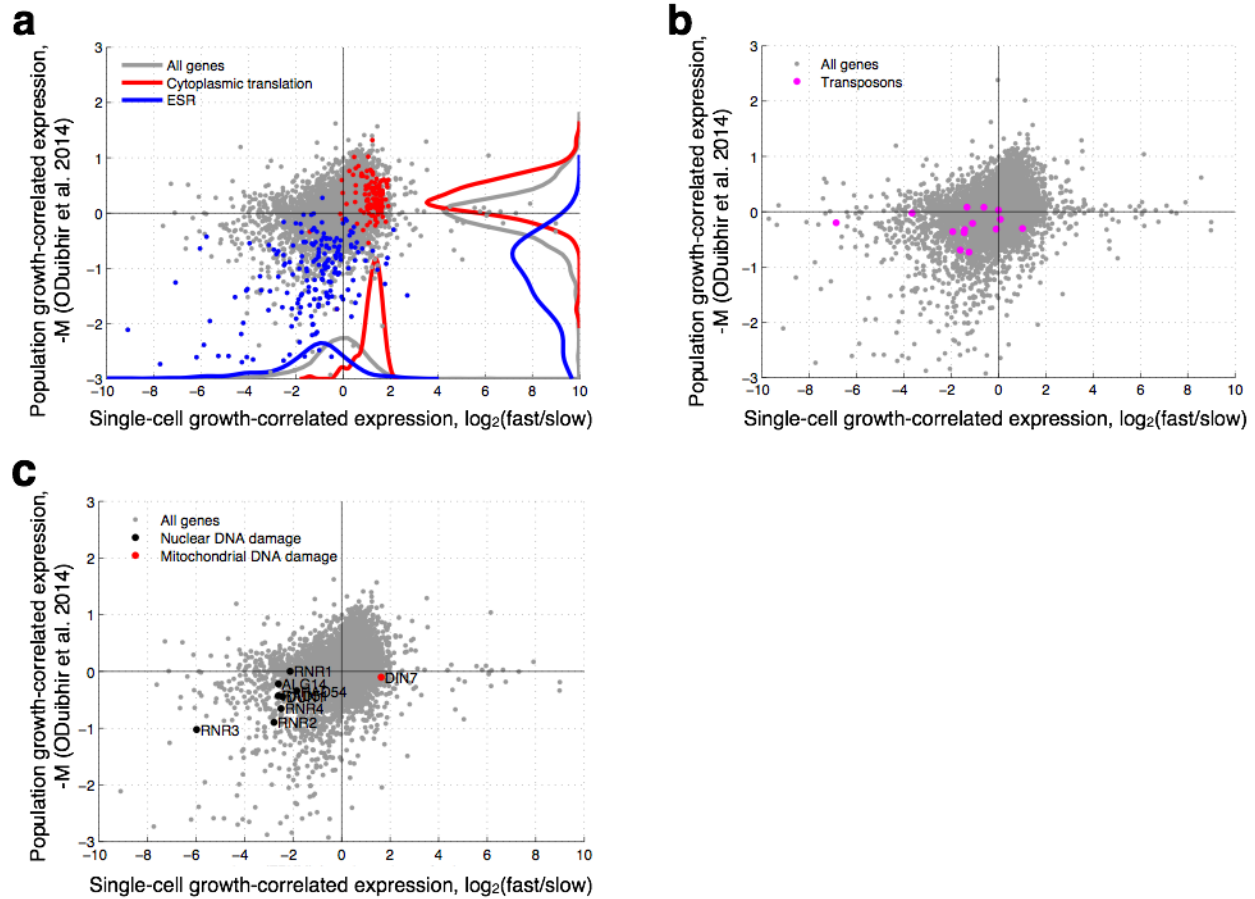 a
Population growth-correlated expression,
-M (ODuibhir et al. 2014)
3
2
1
0
−1
−2
−3
All genes
Cytoplasmic translation
ESR
−10 −8 −6 −4 −2 0 2 4 6 8 10
Single-cell growth-correlated expression, log2(fast/slow)
b
Population growth-correlated expression,
-M (ODuibhir et al. 2014)
3
2
1
0
−1
−2
−3
All genes
Transposons
−10 −8 −6 −4 −2 0 2 4 6 8 10
Single-cell growth-correlated expression, log2(fast/slow)
c
Population growth-correlated expression,
-M (ODuibhir et al. 2014)
3
2
1
0
−1
−2
−3
All genes
Nuclear DNA damage
Mitochondrial DNA damage
RNR1
ALG14
RAD54
RNR4
RNR2
RNR3
DIN7
−10 −8 −6 −4 −2 0 2 4 6 8 10
Single-cell growth-correlated expression, log2(fast/slow)